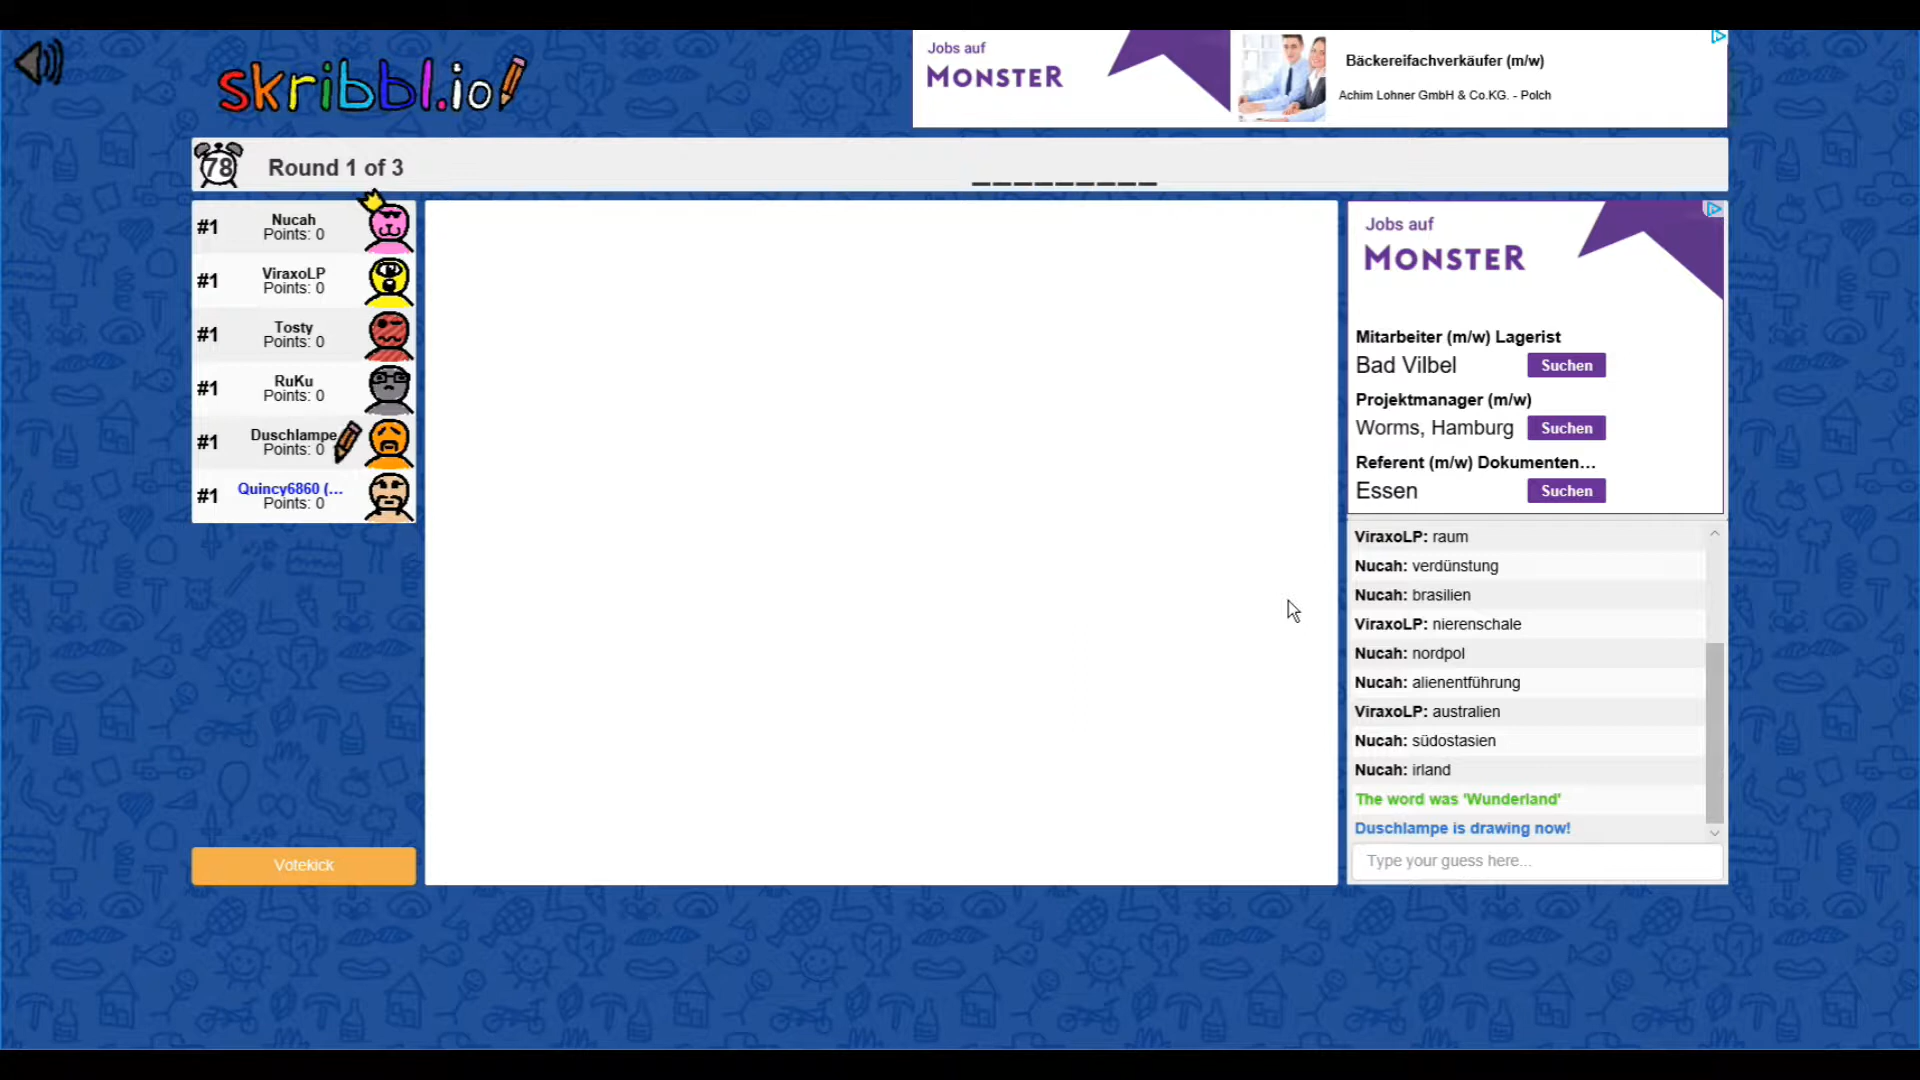 skribbl.io
Jobs auf
MONSTER
Bäckereifachverkäufer (m/w)
Achim Lohner GmbH & Co.KG. - Polch
78
Round 1 of 3
_________
#1
Nucah
Points: 0
#1
ViraxoLP
Points: 0
#1
Tosty
Points: 0
#1
RuKu
Points: 0
#1
Duschlampe
Points: 0
#1
Quincy6860 (...
Points: 0
Votekick
Jobs auf
MONSTER
Mitarbeiter (m/w) Lagerist
Bad Vilbel
Suchen
Projektmanager (m/w)
Worms, Hamburg
Suchen
Referent (m/w) Dokumenten...
Essen
Suchen
ViraxoLP: raum
Nucah: verdünstung
Nucah: brasilien
ViraxoLP: nierenschale
Nucah: nordpol
Nucah: alienentführung
ViraxoLP: australien
Nucah: südostasien
Nucah: irland
The word was 'Wunderland'
Duschlampe is drawing now!
Type your guess here...